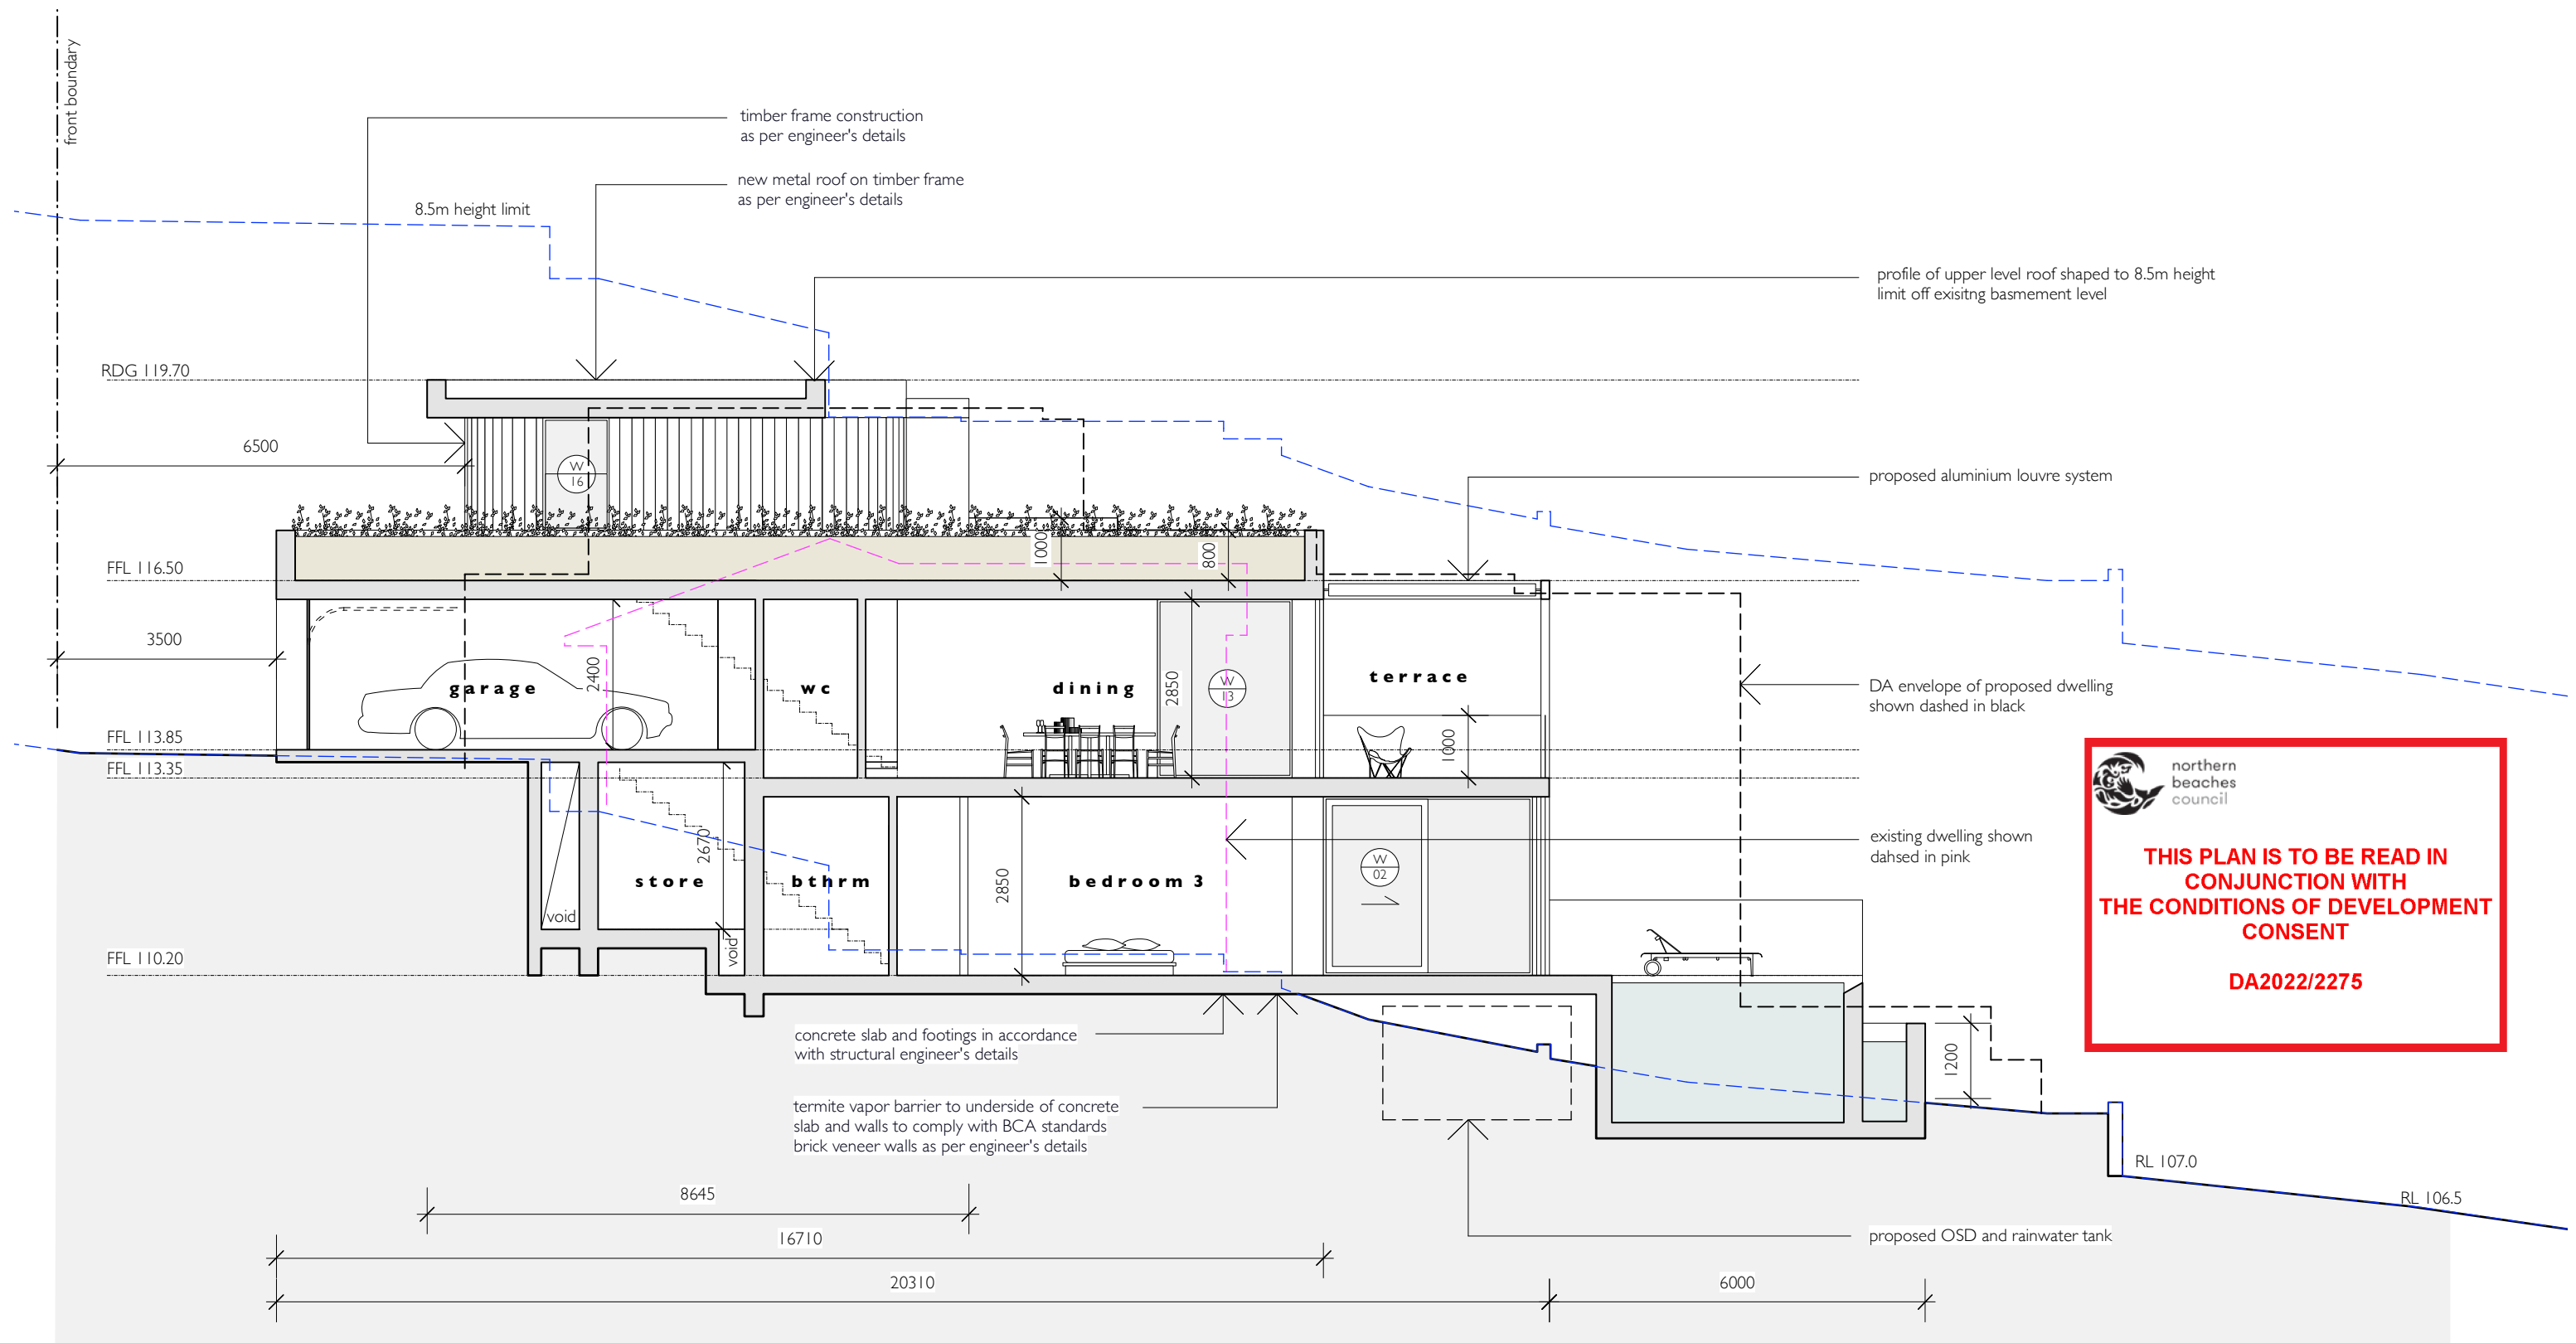 front boundary
timber frame construction
as per engineer's details
new metal roof on timber frame
as per engineer's details
8.5m height limit
profile of upper level roof shaped to 8.5m height
limit off exisitng basmement level
RDG 119.70
6500
W
16
proposed aluminium louvre system
1000
800
FFL 116.50
3500
2400
garage
wc
dining
2850
W
13
terrace
1000
DA envelope of proposed dwelling
shown dashed in black
FFL 113.85
FFL 113.35
northern
beaches
council
THIS PLAN IS TO BE READ IN
CONJUNCTION WITH
THE CONDITIONS OF DEVELOPMENT
CONSENT
DA2022/2275
existing dwelling shown
dahsed in pink
2670
store
bthrm
2850
bedroom 3
W
02
void
void
FFL 110.20
concrete slab and footings in accordance
with structural engineer's details
1200
termite vapor barrier to underside of concrete
slab and walls to comply with BCA standards
brick veneer walls as per engineer's details
RL 107.0
RL 106.5
8645
16710
proposed OSD and rainwater tank
20310
6000